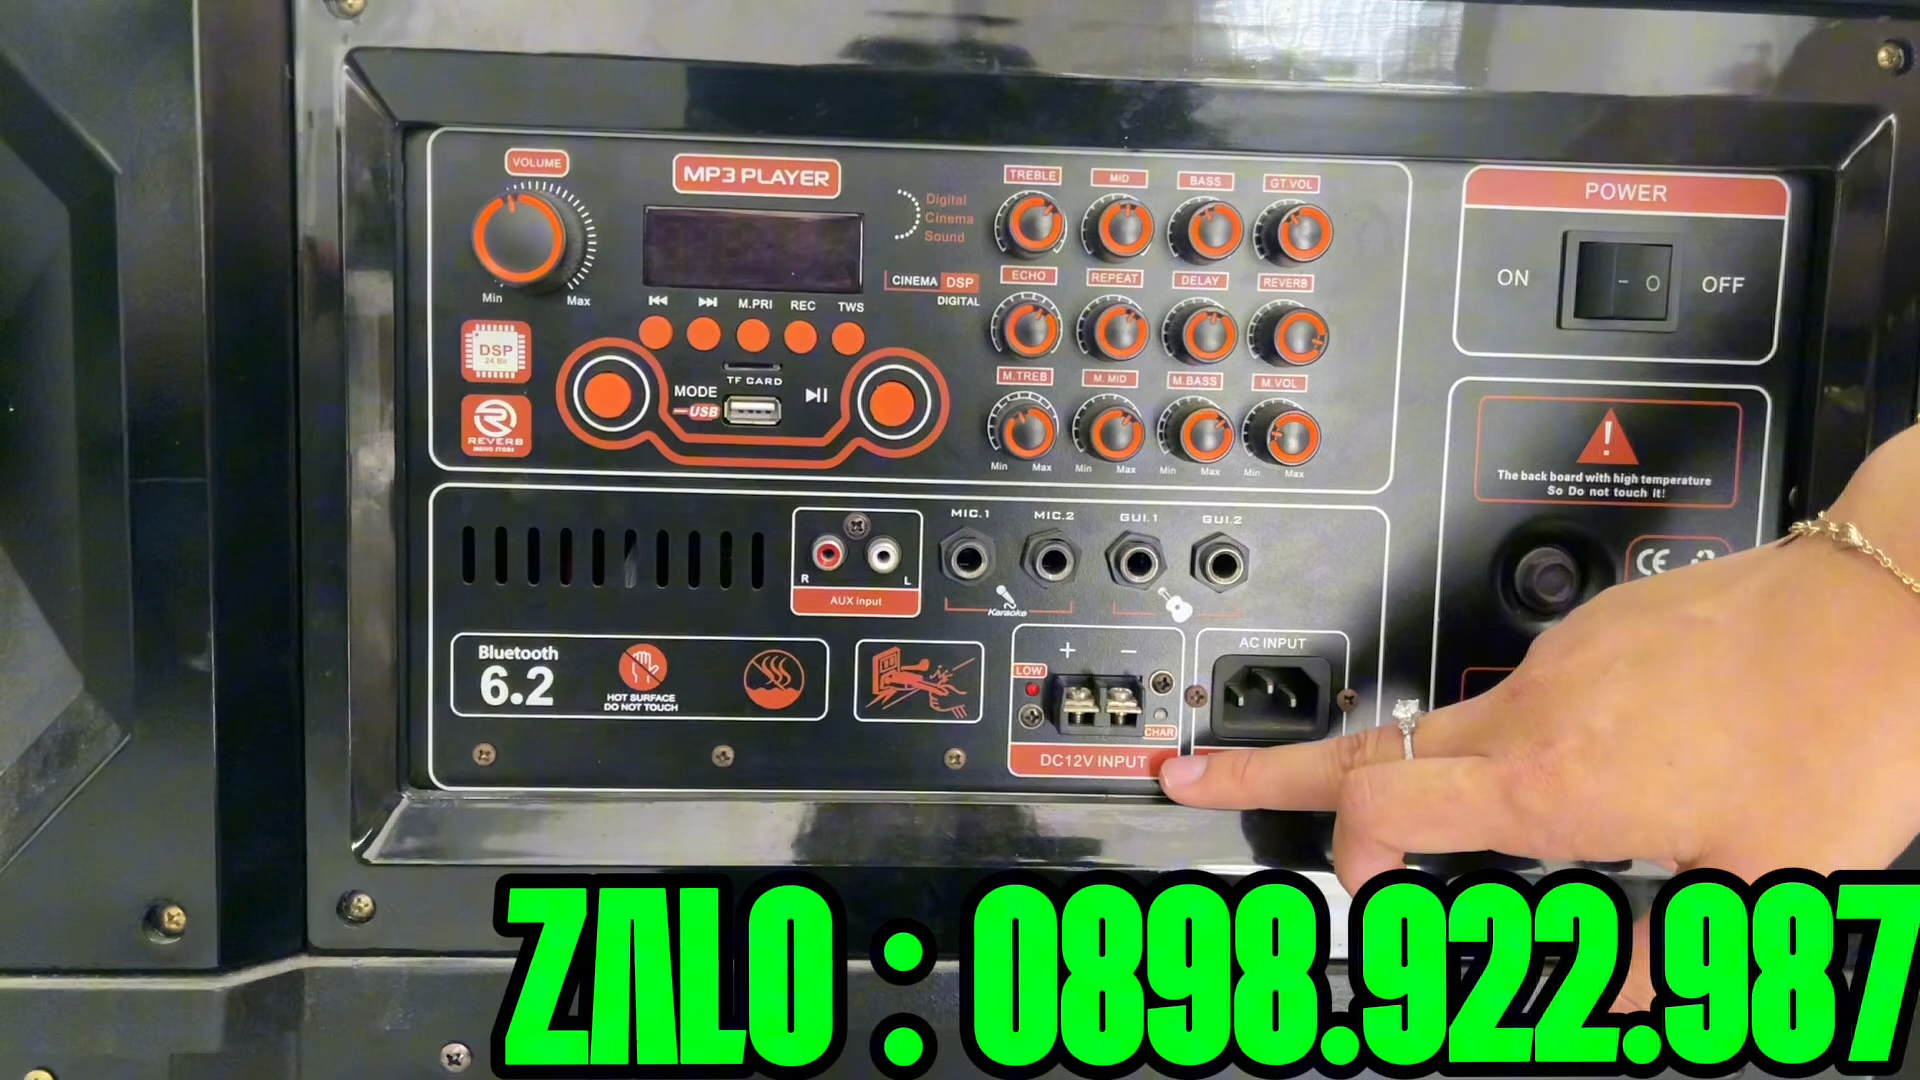 VOLUME
Min
Max
MP3 PLAYER
M.PRI
REC
TWS
Digital
Cinema
Sound
CINEMA DSP
DIGITAL
DSP
24 Bit
REVERB
MODE
USB
TF CARD
TREBLE
MID
BASS
GT.VOL
ECHO
REPEAT
DELAY
REVERB
M.TREB
M. MID
M.BASS
M.VOL
Min Max
Min Max
Min Max
Min Max
POWER
ON
- O
OFF
The back board with high temperature
So Do not touch it!
CE
R
L
AUX input
MIC.1
MIC.2
GUI.1
GUI.2
Karaoke
Bluetooth
6.2
HOT SURFACE
DO NOT TOUCH
+
-
LOW
CHAR
DC12V INPUT
AC INPUT
ZALO : 0898.922.987